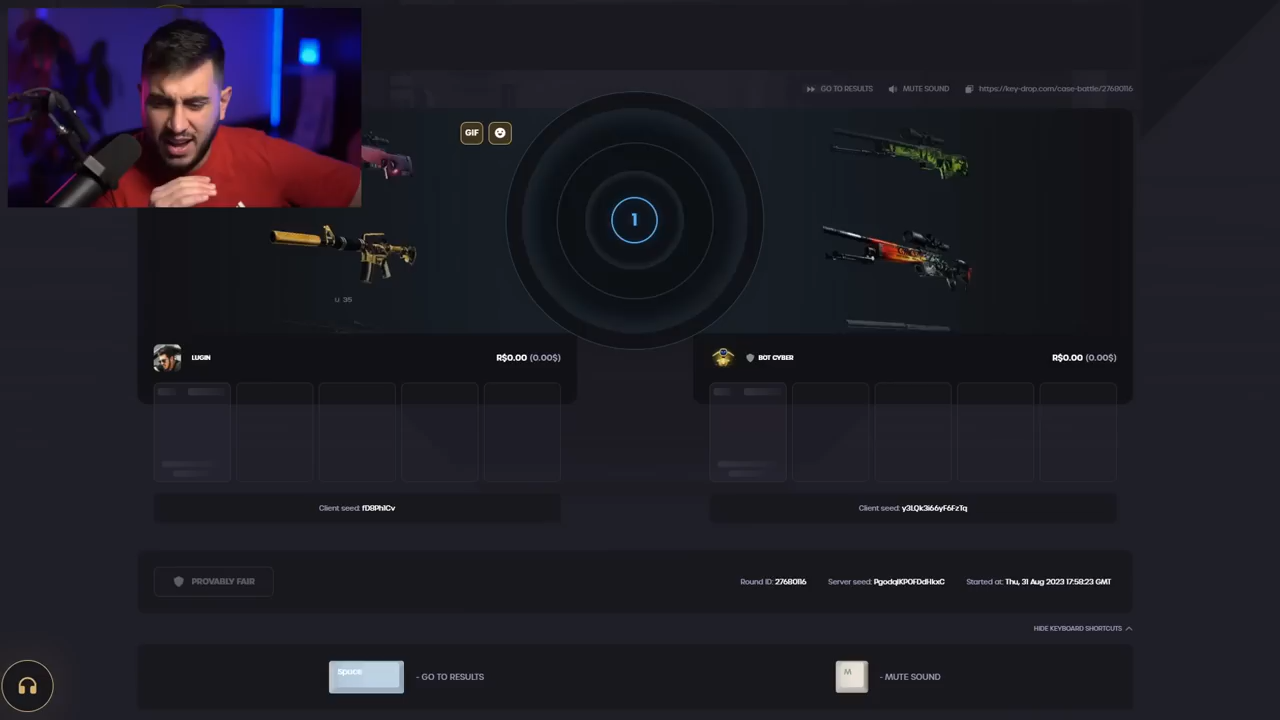 GO TO RESULTS
MUTE SOUND
https://key-drop.com/case-battle/27680116
GIF
1
LUGIN
R$0.00 (0.00$)
BOT CYBER
R$0.00 (0.00$)
Client seed: fD8Ph1Cv
Client seed: y3LQk3i66yF6FzTq
PROVABLY FAIR
Round ID: 27680116
Server seed: PgodqIKPOFDdHkxC
Started at: Thu, 31 Aug 2023 17:58:23 GMT
HIDE KEYBOARD SHORTCUTS
Space
- GO TO RESULTS
M
- MUTE SOUND